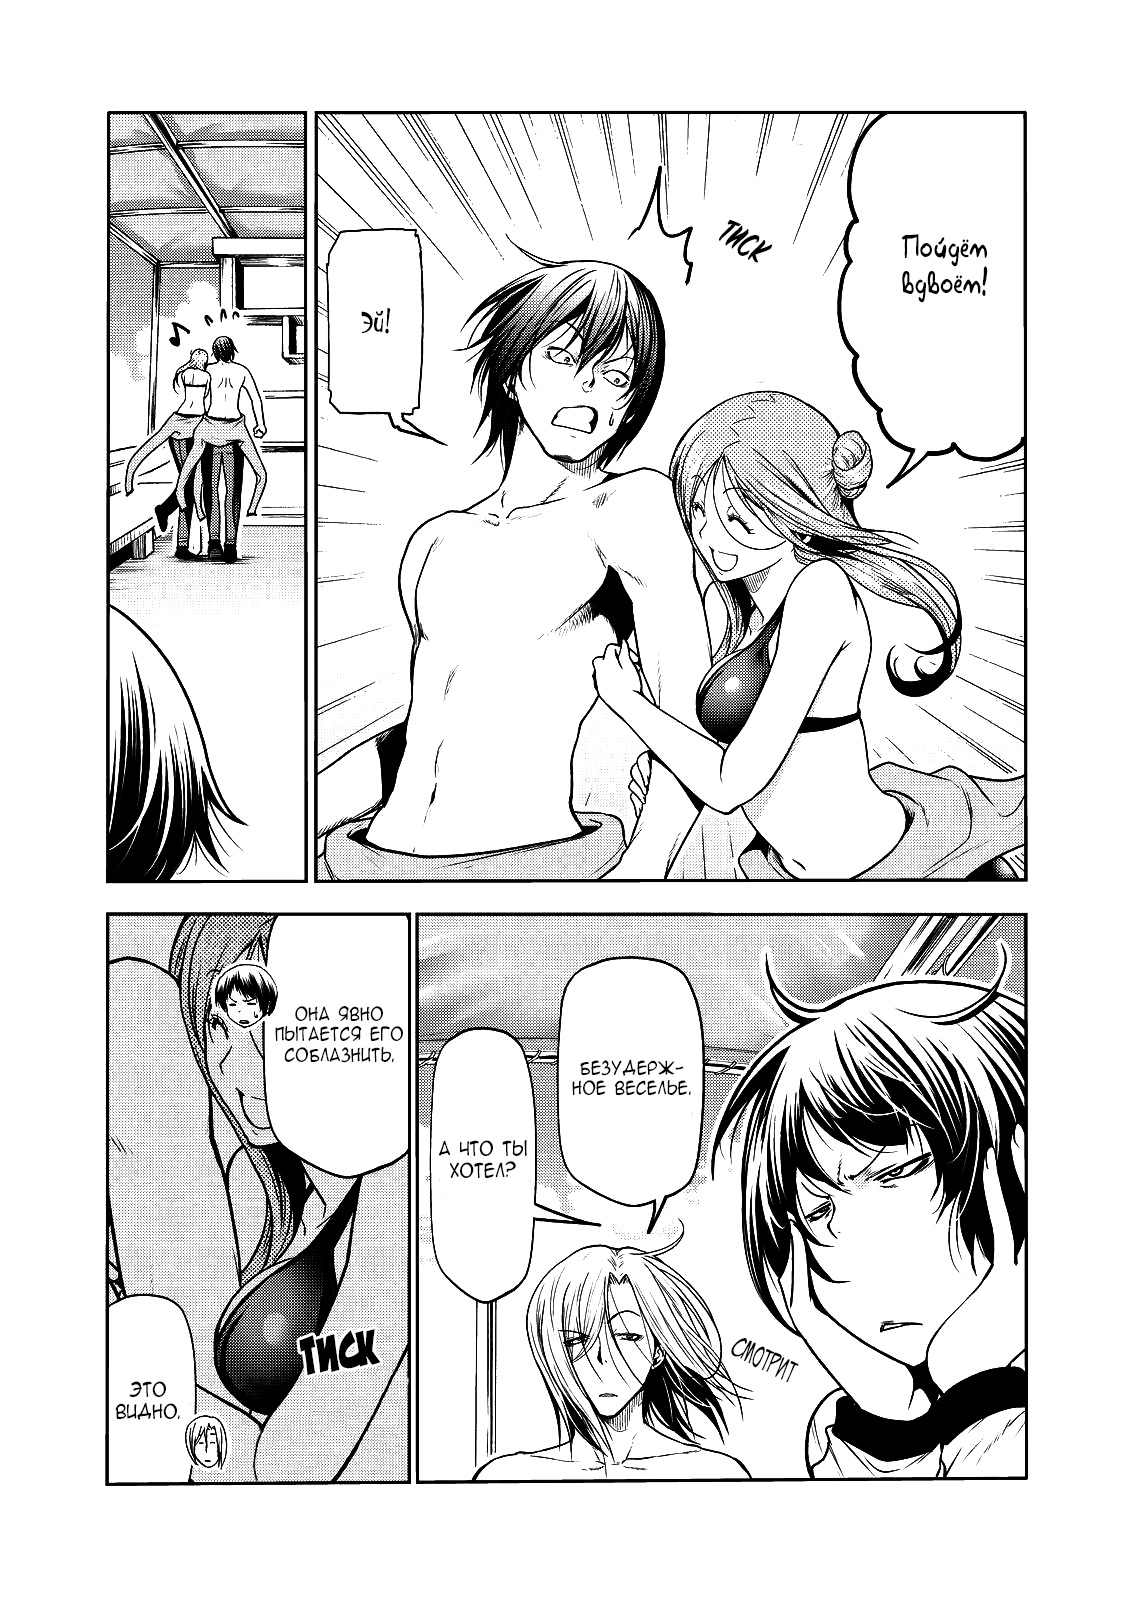 Пойдём
вдвоём!
ТИСК
Эй!
БЕЗУДЕРЖ-
НОЕ ВЕСЕЛЬЕ.
А ЧТО ТЫ
ХОТЕЛ?
СМОТРИТ
ОНА ЯВНО
ПЫТАЕТСЯ ЕГО
СОБЛАЗНИТЬ.
ТИСК
ЭТО
ВИДНО.